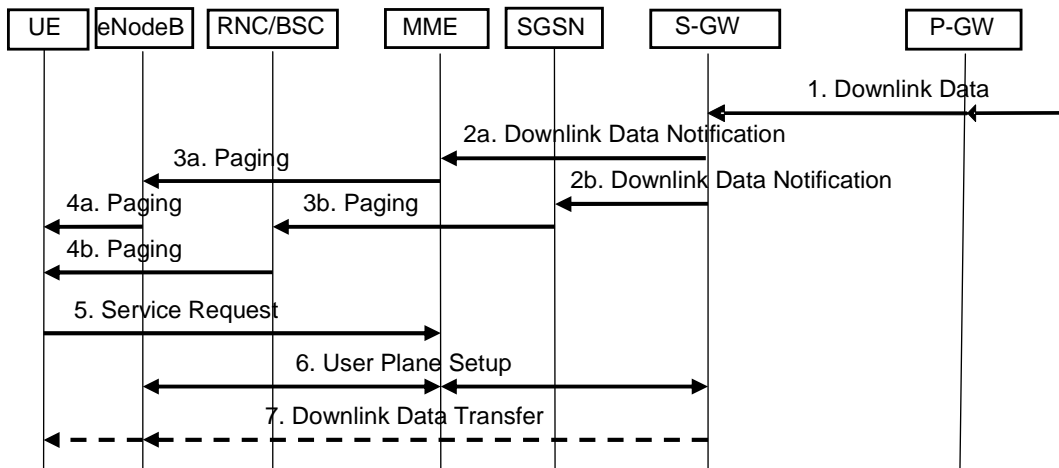 UE
eNodeB
RNC/BSC
MME
SGSN
S-GW
P-GW
1. Downlink Data
2a. Downlink Data Notification
3a. Paging
2b. Downlink Data Notification
4a. Paging
3b. Paging
4b. Paging
5. Service Request
6. User Plane Setup
7. Downlink Data Transfer